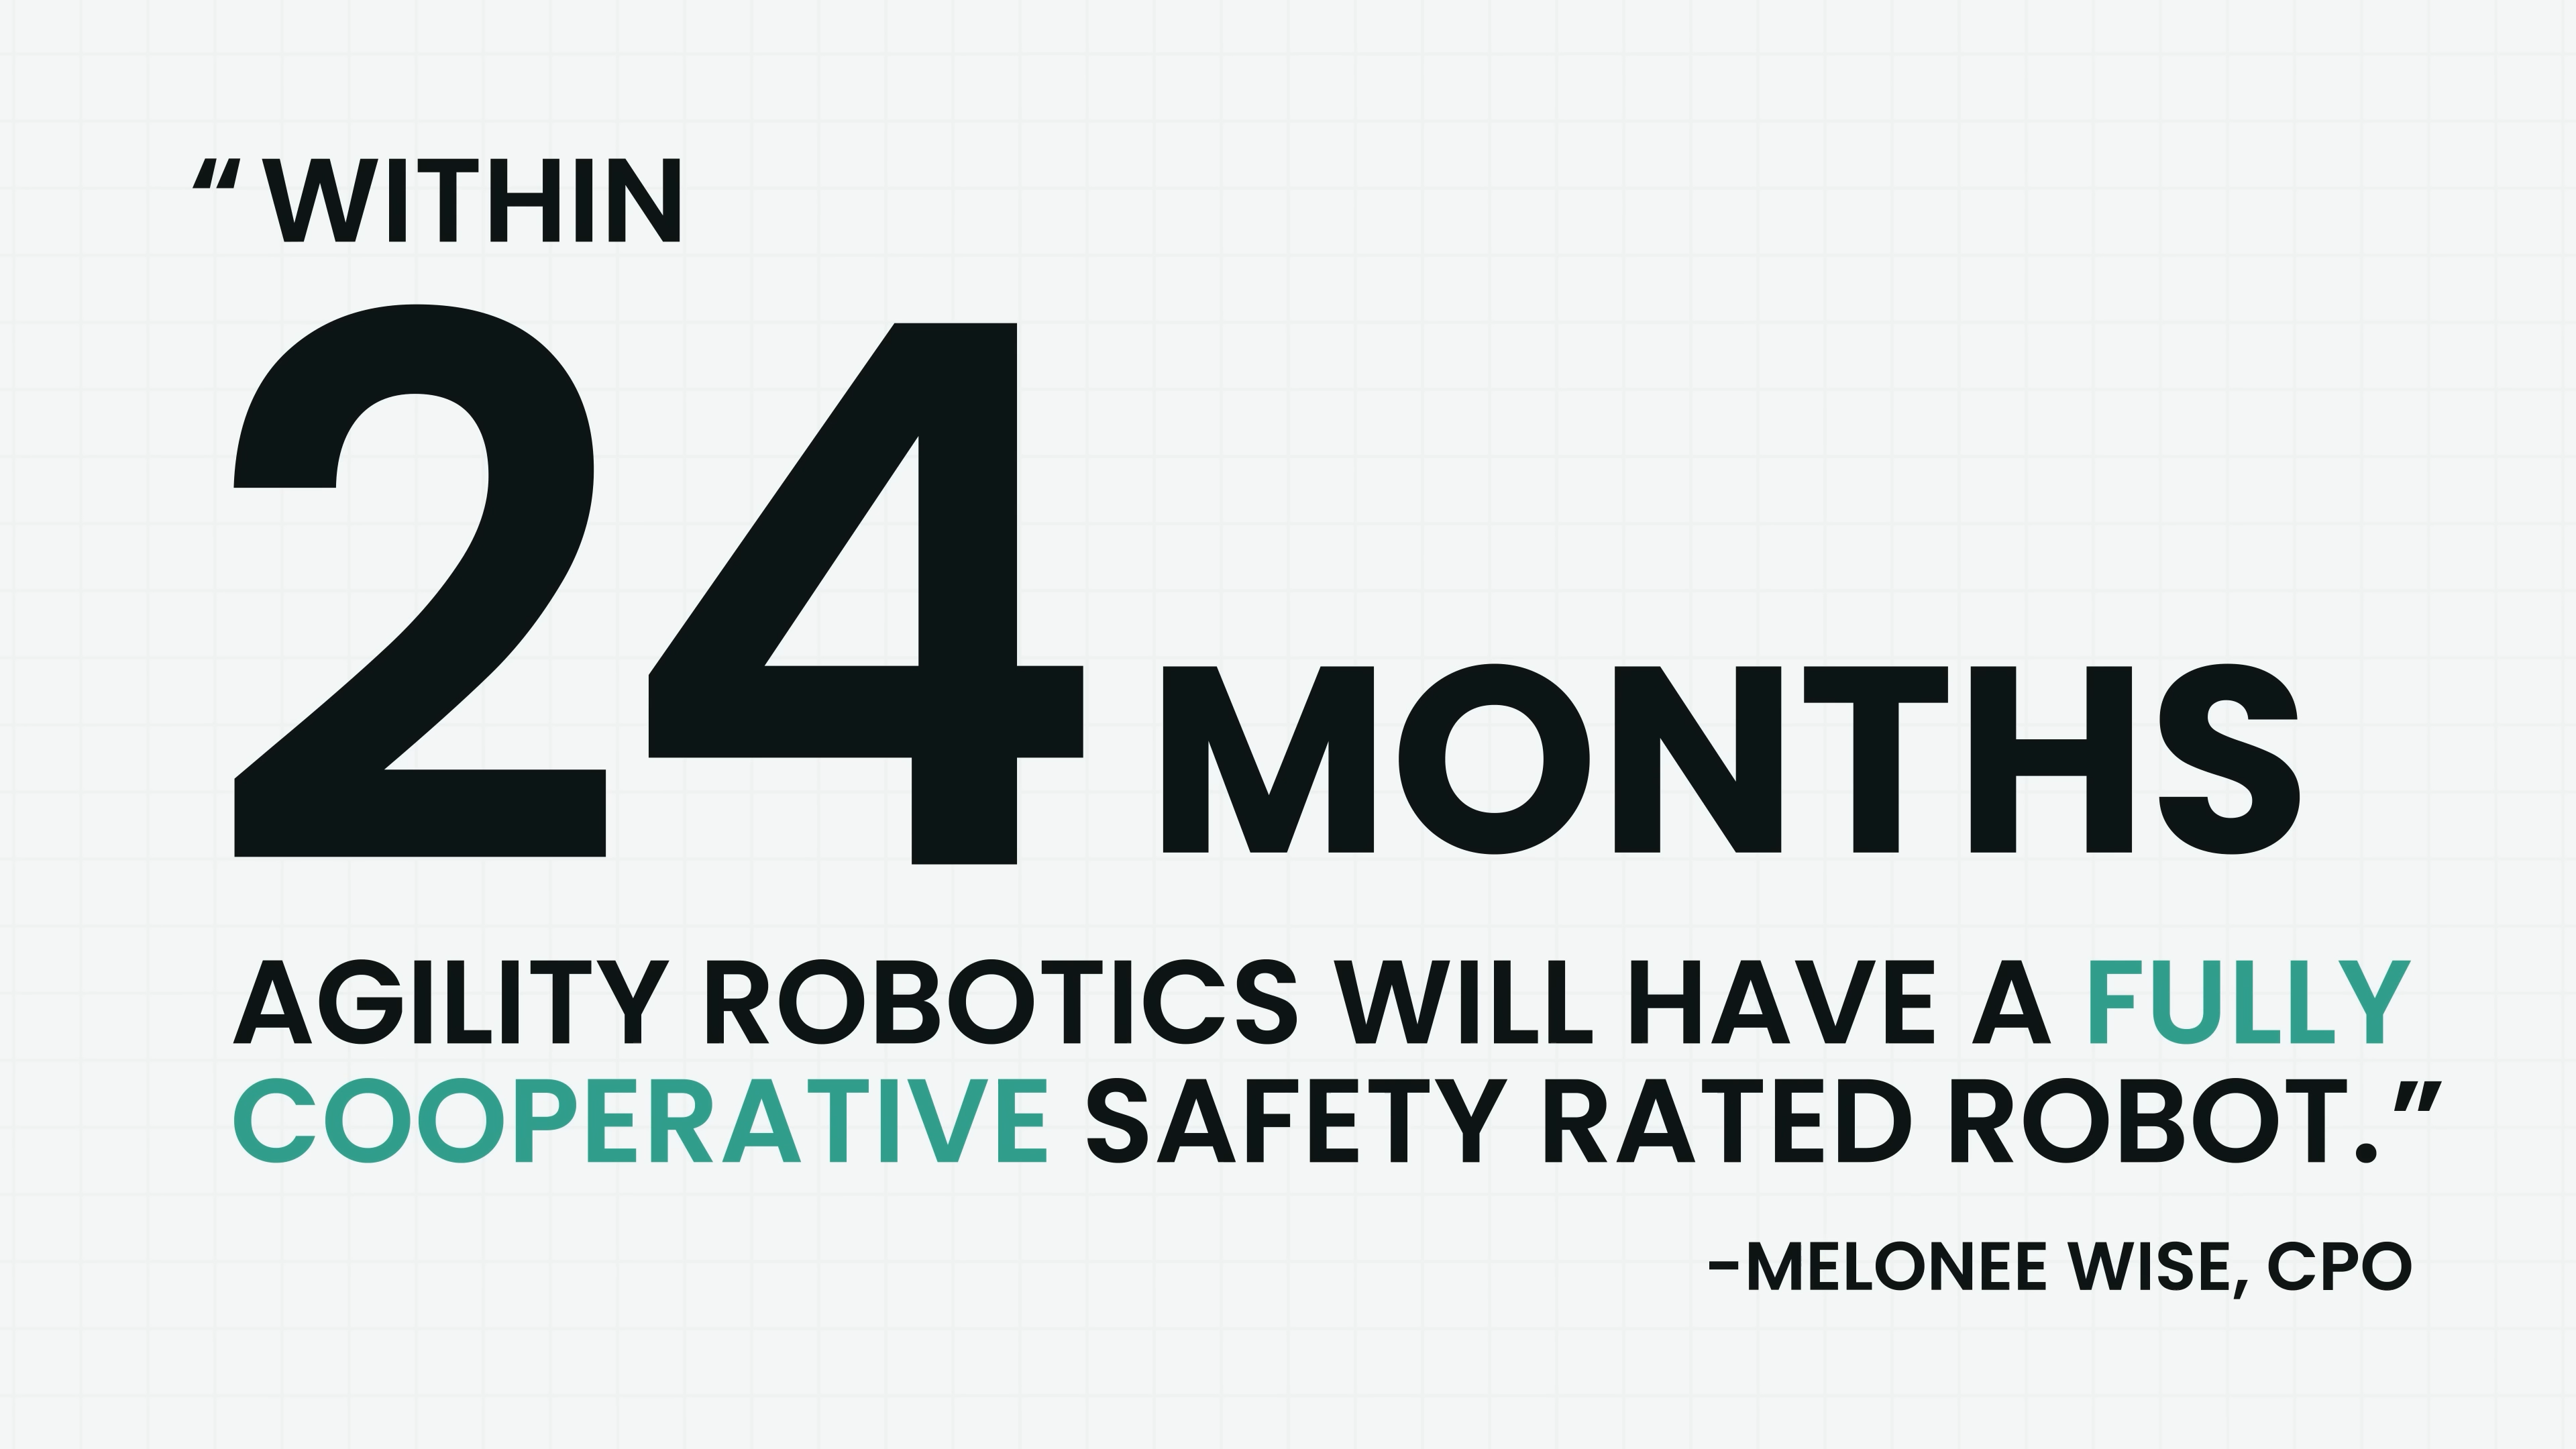 “WITHIN
24 MONTHS
AGILITY ROBOTICS WILL HAVE A FULLY
COOPERATIVE SAFETY RATED ROBOT.”
-MELONEE WISE, CPO